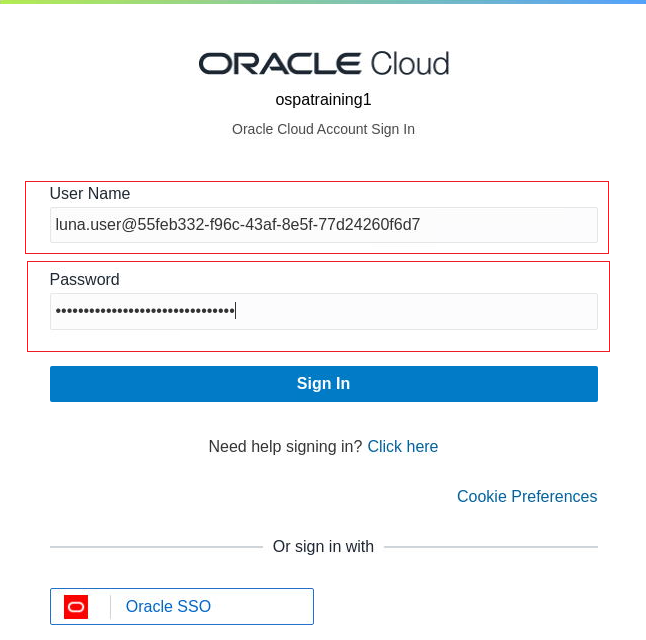 ORACLE Cloud
ospatraining1
Oracle Cloud Account Sign In
User Name
luna.user@55feb332-f96c-43af-8e5f-77d24260f6d7
Password
••••••••••••••••••••••••••••••••
Sign In
Need help signing in? Click here
Cookie Preferences
Or sign in with
Oracle SSO